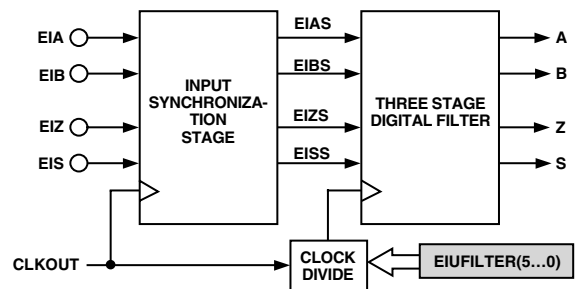 EIA
EIB
EIZ
EIS
INPUT
SYNCHRONIZA-
TION
STAGE
EIAS
EIBS
EIZS
EISS
THREE STAGE
DIGITAL FILTER
A
B
Z
S
CLKOUT
CLOCK
DIVIDE
EIUFILTER(5...0)